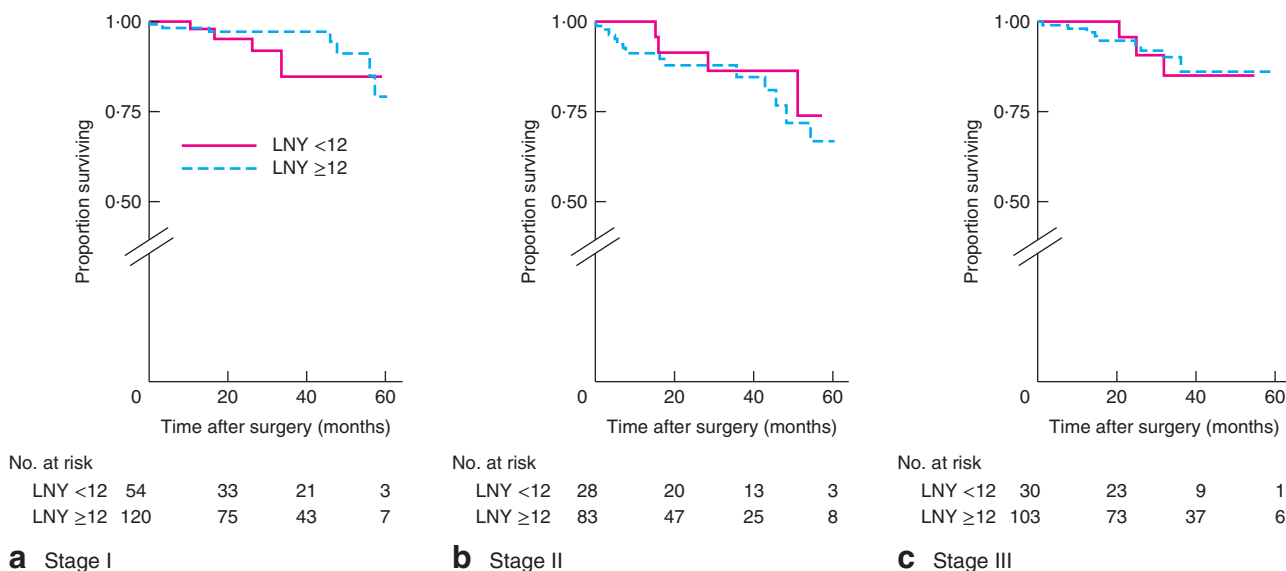 1·00
0·75
0·50
Proportion surviving
LNY <12
LNY ≥12
0 20 40 60
Time after surgery (months)
No. at risk
LNY <12 54 33 21 3
LNY ≥12 120 75 43 7
a Stage I
1·00
0·75
0·50
Proportion surviving
0 20 40 60
Time after surgery (months)
No. at risk
LNY <12 28 20 13 3
LNY ≥12 83 47 25 8
b Stage II
1·00
0·75
0·50
Proportion surviving
0 20 40 60
Time after surgery (months)
No. at risk
LNY <12 30 23 9 1
LNY ≥12 103 73 37 6
c Stage III